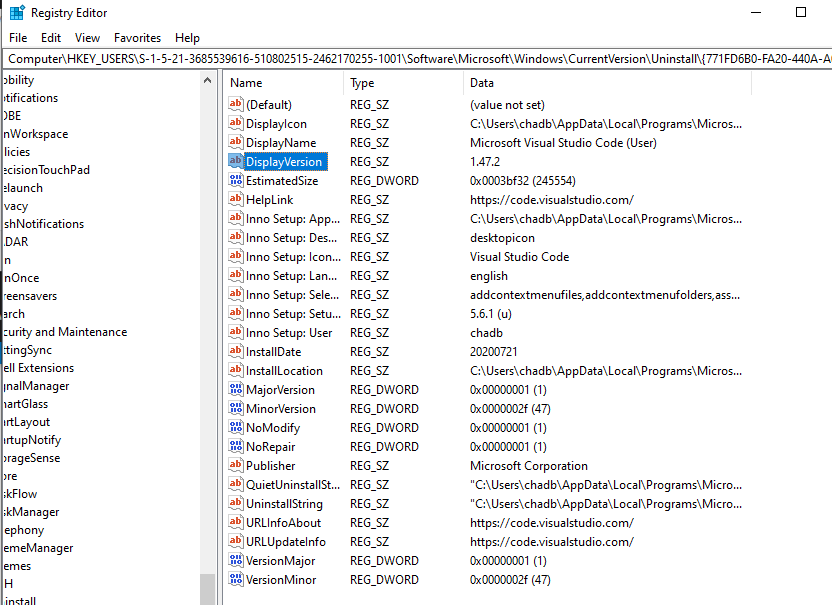 Registry Editor
File Edit View Favorites Help
Computer\HKEY_USERS\S-1-5-21-3685539616-510802515-2462170255-1001\Software\Microsoft\Windows\CurrentVersion\Uninstall\{771FD6B0-FA20-440A-A
obility
otifications
OBE
enWorkspace
licies
ecisionTouchPad
elaunch
vacy
shNotifications
ADAR
n
nOnce
reensavers
arch
curity and Maintenance
ttingSync
ell Extensions
gnalManager
martGlass
artLayout
artupNotify
orageSense
ore
skFlow
skManager
lephony
emeManager
emes
H
install
Name Type Data
(Default) REG_SZ (value not set)
DisplayIcon REG_SZ C:\Users\chadb\AppData\Local\Programs\Micros...
DisplayName REG_SZ Microsoft Visual Studio Code (User)
DisplayVersion REG_SZ 1.47.2
EstimatedSize REG_DWORD 0x0003bf32 (245554)
HelpLink REG_SZ https://code.visualstudio.com/
Inno Setup: App... REG_SZ C:\Users\chadb\AppData\Local\Programs\Micros...
Inno Setup: Des... REG_SZ desktopicon
Inno Setup: Icon... REG_SZ Visual Studio Code
Inno Setup: Lan... REG_SZ english
Inno Setup: Sele... REG_SZ addcontextmenufiles,addcontextmenufolders,ass...
Inno Setup: Setu... REG_SZ 5.6.1 (u)
Inno Setup: User REG_SZ chadb
InstallDate REG_SZ 20200721
InstallLocation REG_SZ C:\Users\chadb\AppData\Local\Programs\Micros...
MajorVersion REG_DWORD 0x00000001 (1)
MinorVersion REG_DWORD 0x0000002f (47)
NoModify REG_DWORD 0x00000001 (1)
NoRepair REG_DWORD 0x00000001 (1)
Publisher REG_SZ Microsoft Corporation
QuietUninstallSt... REG_SZ "C:\Users\chadb\AppData\Local\Programs\Micro...
UninstallString REG_SZ "C:\Users\chadb\AppData\Local\Programs\Micro...
URLInfoAbout REG_SZ https://code.visualstudio.com/
URLUpdateInfo REG_SZ https://code.visualstudio.com/
VersionMajor REG_DWORD 0x00000001 (1)
VersionMinor REG_DWORD 0x0000002f (47)